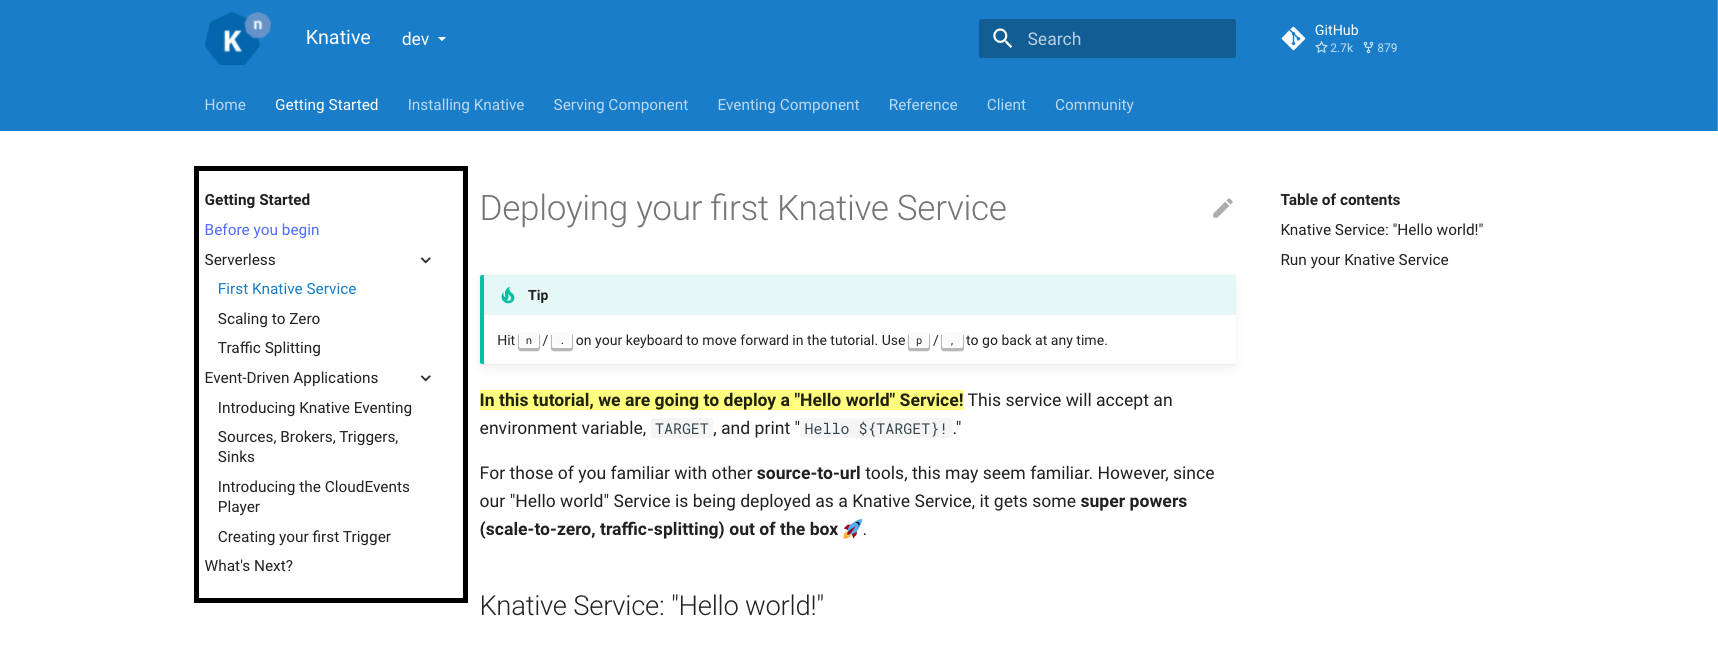 K n
Knative dev
Search
GitHub
2.7k 879
Home Getting Started Installing Knative Serving Component Eventing Component Reference Client Community
Getting Started
Before you begin
Serverless
First Knative Service
Scaling to Zero
Traffic Splitting
Event-Driven Applications
Introducing Knative Eventing
Sources, Brokers, Triggers,
Sinks
Introducing the CloudEvents
Player
Creating your first Trigger
What's Next?
Deploying your first Knative Service
Tip
Hit n / . on your keyboard to move forward in the tutorial. Use p / , to go back at any time.
In this tutorial, we are going to deploy a "Hello world" Service! This service will accept an
environment variable, TARGET, and print "Hello ${TARGET}!."
For those of you familiar with other source-to-url tools, this may seem familiar. However, since
our "Hello world" Service is being deployed as a Knative Service, it gets some super powers
(scale-to-zero, traffic-splitting) out of the box 🚀.
Knative Service: "Hello world!"
Table of contents
Knative Service: "Hello world!"
Run your Knative Service